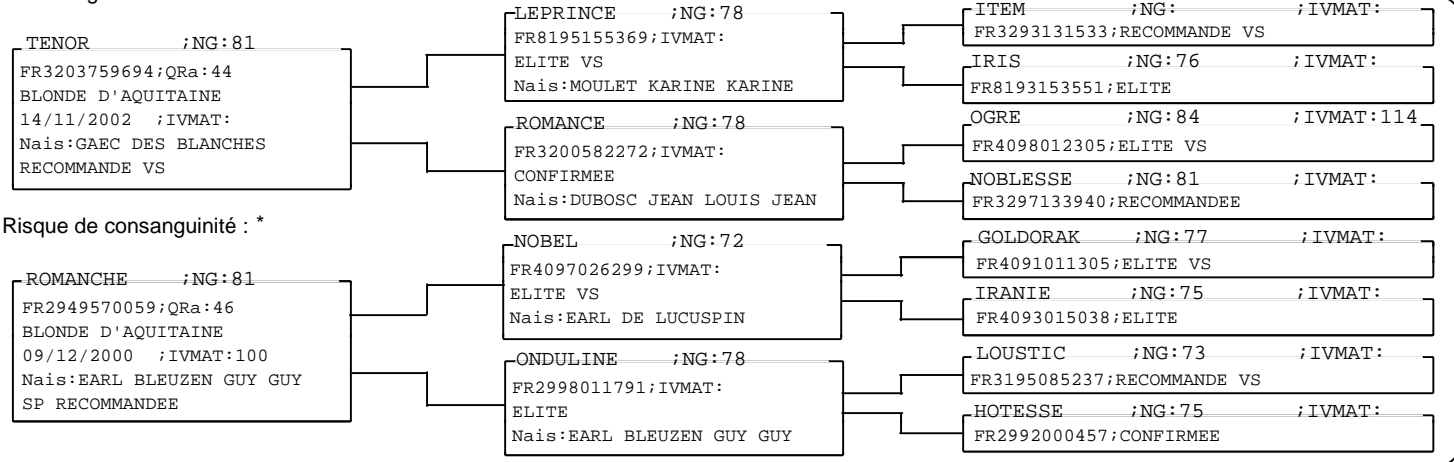 TENOR ;NG:81
FR3203759694;QRa:44
BLONDE D'AQUITAINE
14/11/2002 ;IVMAT:
Nais:GAEC DES BLANCHES
RECOMMANDE VS
LEPRINCE ;NG:78
FR8195155369;IVMAT:
ELITE VS
Nais:MOULET KARINE KARINE
ROMANCE ;NG:78
FR3200582272;IVMAT:
CONFIRMEE
Nais:DUBOSC JEAN LOUIS JEAN
ITEM ;NG: ;IVMAT:
FR3293131533;RECOMMANDE VS
IRIS ;NG:76 ;IVMAT:
FR8193153551;ELITE
OGRE ;NG:84 ;IVMAT:114
FR4098012305;ELITE VS
NOBLESSE ;NG:81 ;IVMAT:
FR3297133940;RECOMMANDEE
Risque de consanguinité : *
ROMANCHE ;NG:81
FR2949570059;QRa:46
BLONDE D'AQUITAINE
09/12/2000 ;IVMAT:100
Nais:EARL BLEUZEN GUY GUY
SP RECOMMANDEE
NOBEL ;NG:72
FR4097026299;IVMAT:
ELITE VS
Nais:EARL DE LUCUSPIN
ONDULINE ;NG:78
FR2998011791;IVMAT:
ELITE
Nais:EARL BLEUZEN GUY GUY
GOLDORAK ;NG:77 ;IVMAT:
FR4091011305;ELITE VS
IRANIE ;NG:75 ;IVMAT:
FR4093015038;ELITE
LOUSTIC ;NG:73 ;IVMAT:
FR3195085237;RECOMMANDE VS
HOTESSE ;NG:75 ;IVMAT:
FR2992000457;CONFIRMEE